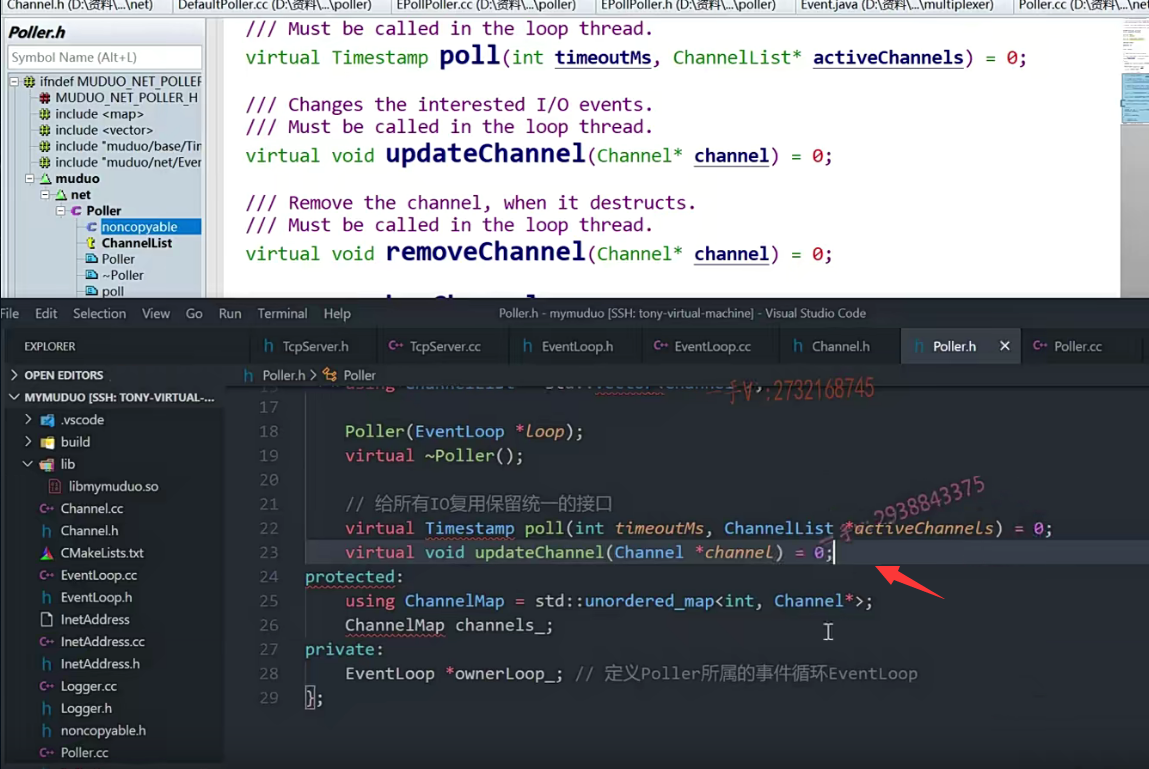 Channel.h (D:\资料\...\net)
DefaultPoller.cc (D:\资料\...\poller)
EPollPoller.cc (D:\资料\...\poller)
EPollPoller.h (D:\资料\...\poller)
Event.java (D:\资料\...\multiplexer)
Poller.cc (D:\资料\...\net
Poller.h
Symbol Name (Alt+L)
ifndef MUDUO_NET_POLLER
MUDUO_NET_POLLER_H
include <map>
include <vector>
include "muduo/base/Tin
include "muduo/net/Even
muduo
net
Poller
noncopyable
ChannelList
Poller
~Poller
poll
/// Must be called in the loop thread.
virtual Timestamp poll(int timeoutMs, ChannelList* activeChannels) = 0;
/// Changes the interested I/O events.
/// Must be called in the loop thread.
virtual void updateChannel(Channel* channel) = 0;
/// Remove the channel, when it destructs.
/// Must be called in the loop thread.
virtual void removeChannel(Channel* channel) = 0;
File Edit Selection View Go Run Terminal Help
Poller.h - mymuduo [SSH: tony-virtual-machine] - Visual Studio Code
EXPLORER
TcpServer.h
TcpServer.cc
EventLoop.h
EventLoop.cc
Channel.h
Poller.h
Poller.cc
OPEN EDITORS
MYMUDUO [SSH: TONY-VIRTUAL-...
.vscode
build
lib
libmymuduo.so
Channel.cc
Channel.h
CMakeLists.txt
EventLoop.cc
EventLoop.h
InetAddress
InetAddress.cc
InetAddress.h
Logger.cc
Logger.h
noncopyable.h
Poller.cc
Poller.h > Poller
一手V:2732168745
17
18 Poller(EventLoop *loop);
19 virtual ~Poller();
20
21 // 给所有IO复用保留统一的接口
2938843375
22 virtual Timestamp poll(int timeoutMs, ChannelList *activeChannels) = 0;
23 virtual void updateChannel(Channel *channel) = 0;
24 protected:
25 using ChannelMap = std::unordered_map<int, Channel*>;
26 ChannelMap channels_;
27 private:
28 EventLoop *ownerLoop_; // 定义Poller所属的事件循环EventLoop
29 };